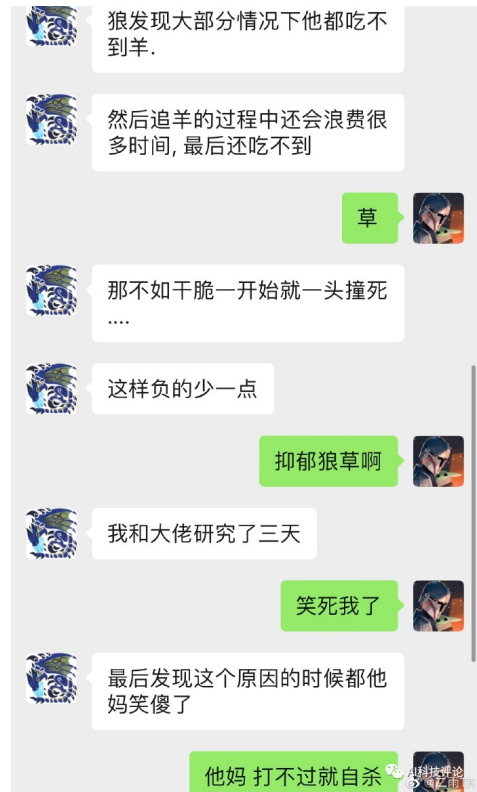 狼发现大部分情况下他都吃不
到羊.
然后追羊的过程中还会浪费很
多时间, 最后还吃不到
草
那不如干脆一开始就一头撞死
....
这样负的少一点
抑郁狼草啊
我和大佬研究了三天
笑死我了
最后发现这个原因的时候都他
妈笑傻了
他妈 打不过就自杀
AI科技评论